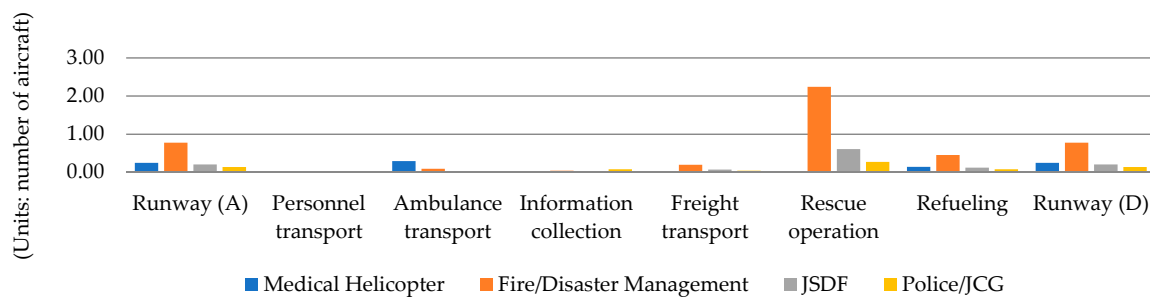 (Units: number of aircraft)
3.00
2.00
1.00
0.00
Runway (A)
Personnel
transport
Ambulance
transport
Information
collection
Freight
transport
Rescue
operation
Refueling
Runway (D)
Medical Helicopter
Fire/Disaster Management
JSDF
Police/JCG